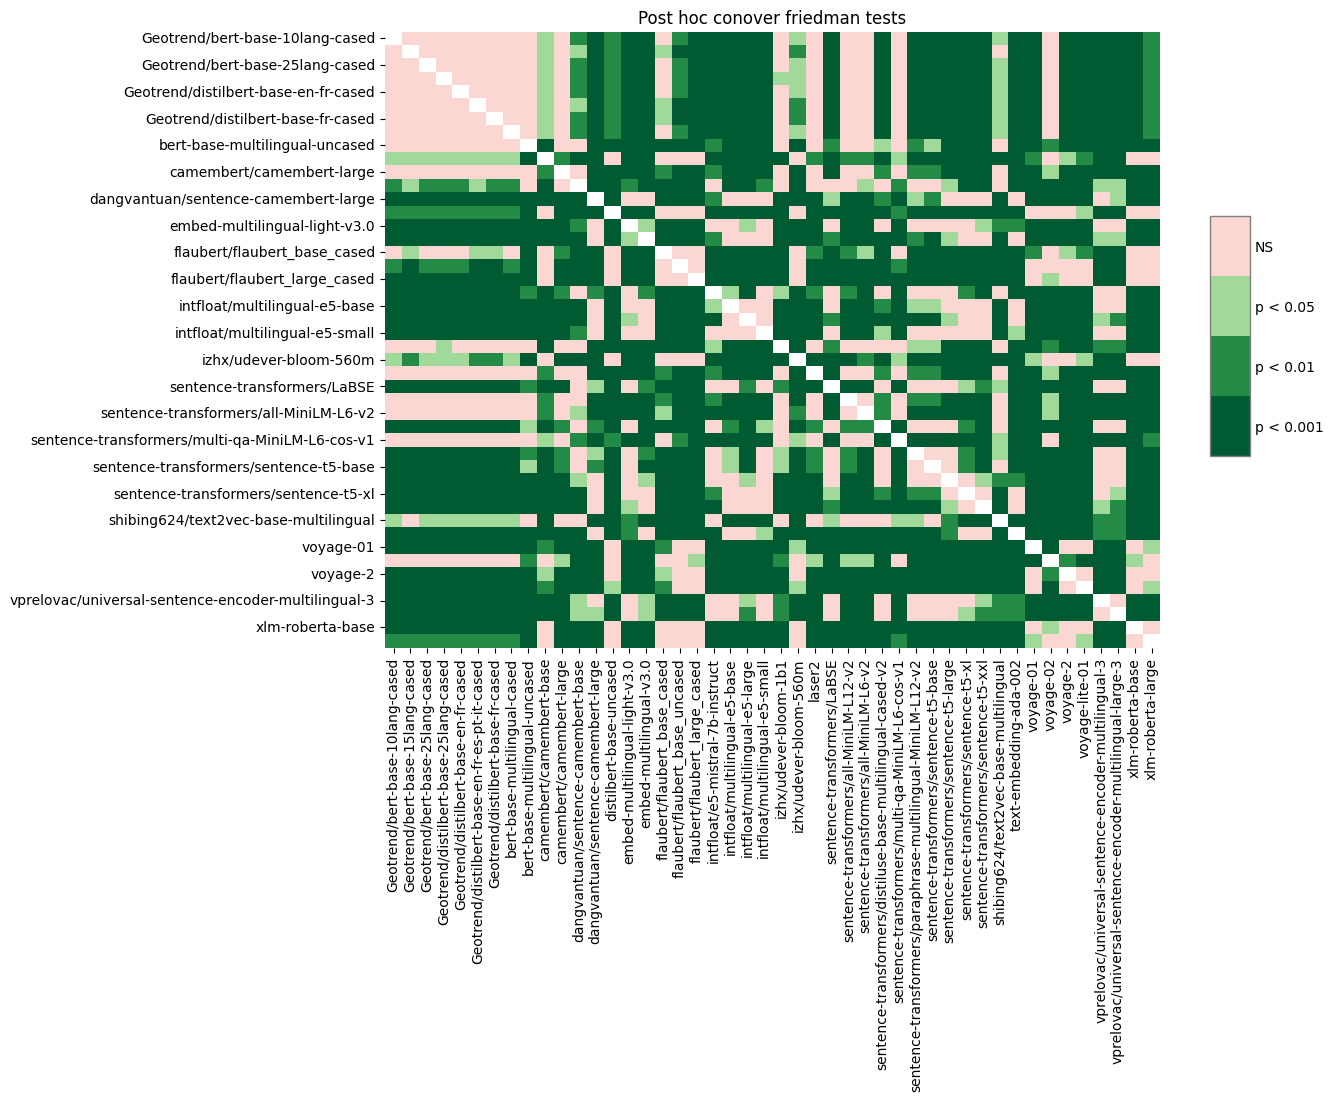 Post hoc conover friedman tests
Geotrend/bert-base-10lang-cased
Geotrend/bert-base-25lang-cased
Geotrend/distilbert-base-en-fr-cased
Geotrend/distilbert-base-fr-cased
bert-base-multilingual-uncased
camembert/camembert-large
dangvantuan/sentence-camembert-large
embed-multilingual-light-v3.0
flaubert/flaubert_base_cased
flaubert/flaubert_large_cased
intfloat/multilingual-e5-base
intfloat/multilingual-e5-small
izhx/udever-bloom-560m
sentence-transformers/LaBSE
sentence-transformers/all-MiniLM-L6-v2
sentence-transformers/multi-qa-MiniLM-L6-cos-v1
sentence-transformers/sentence-t5-base
sentence-transformers/sentence-t5-xl
shibing624/text2vec-base-multilingual
voyage-01
voyage-2
vprelovac/universal-sentence-encoder-multilingual-3
xlm-roberta-base
Geotrend/bert-base-10lang-cased
Geotrend/bert-base-15lang-cased
Geotrend/bert-base-25lang-cased
Geotrend/distilbert-base-25lang-cased
Geotrend/distilbert-base-en-fr-cased
Geotrend/distilbert-base-en-fr-es-pt-it-cased
Geotrend/distilbert-base-fr-cased
bert-base-multilingual-cased
bert-base-multilingual-uncased
camembert/camembert-base
camembert/camembert-large
dangvantuan/sentence-camembert-base
dangvantuan/sentence-camembert-large
distilbert-base-uncased
embed-multilingual-light-v3.0
embed-multilingual-v3.0
flaubert/flaubert_base_cased
flaubert/flaubert_base_uncased
flaubert/flaubert_large_cased
intfloat/e5-mistral-7b-instruct
intfloat/multilingual-e5-base
intfloat/multilingual-e5-large
intfloat/multilingual-e5-small
izhx/udever-bloom-1b1
izhx/udever-bloom-560m
laser2
sentence-transformers/LaBSE
sentence-transformers/all-MiniLM-L12-v2
sentence-transformers/all-MiniLM-L6-v2
sentence-transformers/distiluse-base-multilingual-cased-v2
sentence-transformers/multi-qa-MiniLM-L6-cos-v1
sentence-transformers/paraphrase-multilingual-MiniLM-L12-v2
sentence-transformers/sentence-t5-base
sentence-transformers/sentence-t5-large
sentence-transformers/sentence-t5-xl
sentence-transformers/sentence-t5-xxl
shibing624/text2vec-base-multilingual
text-embedding-ada-002
voyage-01
voyage-02
voyage-2
voyage-lite-01
vprelovac/universal-sentence-encoder-multilingual-3
vprelovac/universal-sentence-encoder-multilingual-large-3
xlm-roberta-base
xlm-roberta-large
NS
p < 0.05
p < 0.01
p < 0.001